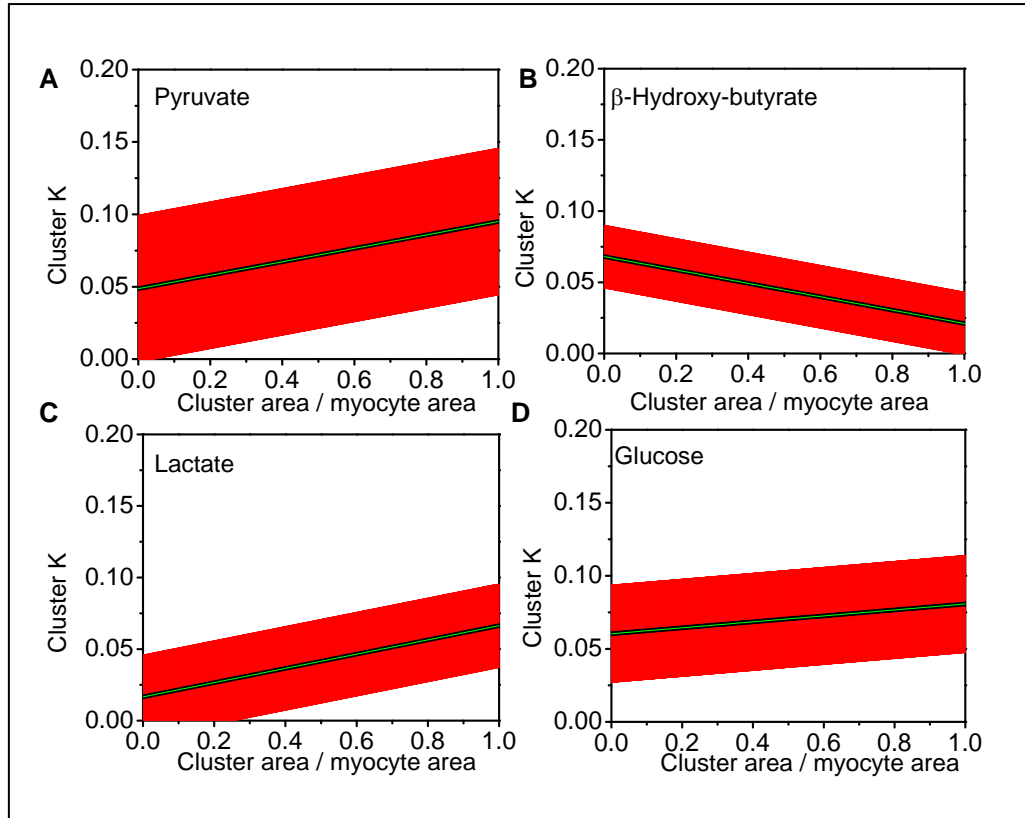 A
Pyruvate
Cluster K
0.20
0.15
0.10
0.05
0.00
0.0 0.2 0.4 0.6 0.8 1.0
Cluster area / myocyte area
B
β-Hydroxy-butyrate
Cluster K
0.20
0.15
0.10
0.05
0.00
0.0 0.2 0.4 0.6 0.8 1.0
Cluster area / myocyte area
C
Lactate
Cluster K
0.20
0.15
0.10
0.05
0.00
0.0 0.2 0.4 0.6 0.8 1.0
Cluster area / myocyte area
D
Glucose
Cluster K
0.20
0.15
0.10
0.05
0.00
0.0 0.2 0.4 0.6 0.8 1.0
Cluster area / myocyte area